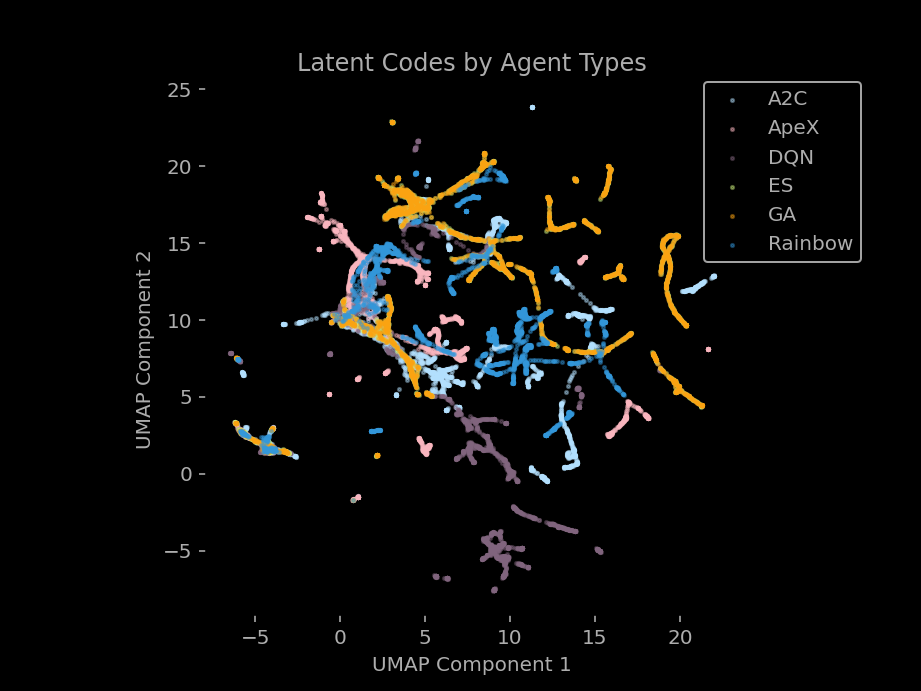 Latent Codes by Agent Types
25
20
15
10
5
0
−5
UMAP Component 2
−5 0 5 10 15 20
UMAP Component 1
A2C
ApeX
DQN
ES
GA
Rainbow